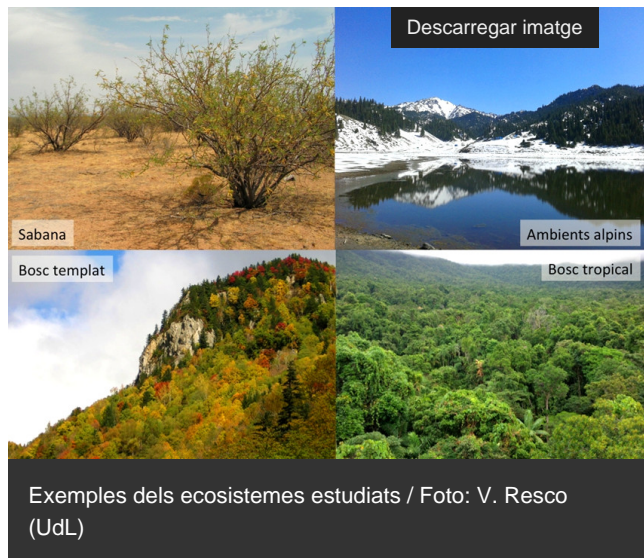 Descarregar imatge
Sabana
Ambients alpins
Bosc templat
Bosc tropical
Exemples dels ecosistemes estudiats / Foto: V. Resco
(UdL)